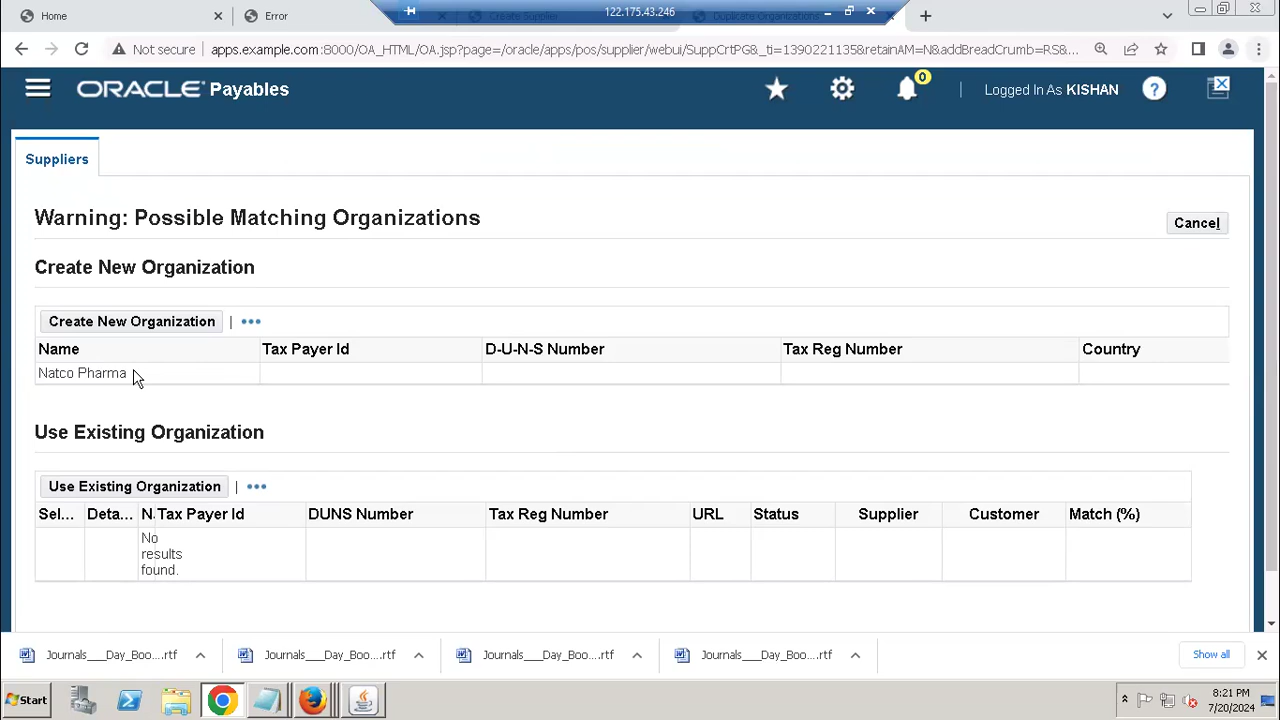 Home
Error
122.175.43.246
Create Supplier
Duplicate Organizations
Not secure
apps.example.com:8000/OA_HTML/OA.jsp?page=/oracle/apps/pos/supplier/webui/SuppCrtPG&_ti=1390221135&retainAM=N&addBreadCrumb=RS&...
ORACLE Payables
0
Logged In As KISHAN
Suppliers
Warning: Possible Matching Organizations
Cancel
Create New Organization
Create New Organization
Name Tax Payer Id D-U-N-S Number Tax Reg Number Country
Natco Pharma
Use Existing Organization
Use Existing Organization
Sel... Deta... N. Tax Payer Id DUNS Number Tax Reg Number URL Status Supplier Customer Match (%)
No
results
found.
Journals___Day_Boo....rtf
Journals___Day_Boo....rtf
Journals___Day_Boo....rtf
Journals___Day_Boo....rtf
Show all
Start
8:21 PM
7/20/2024